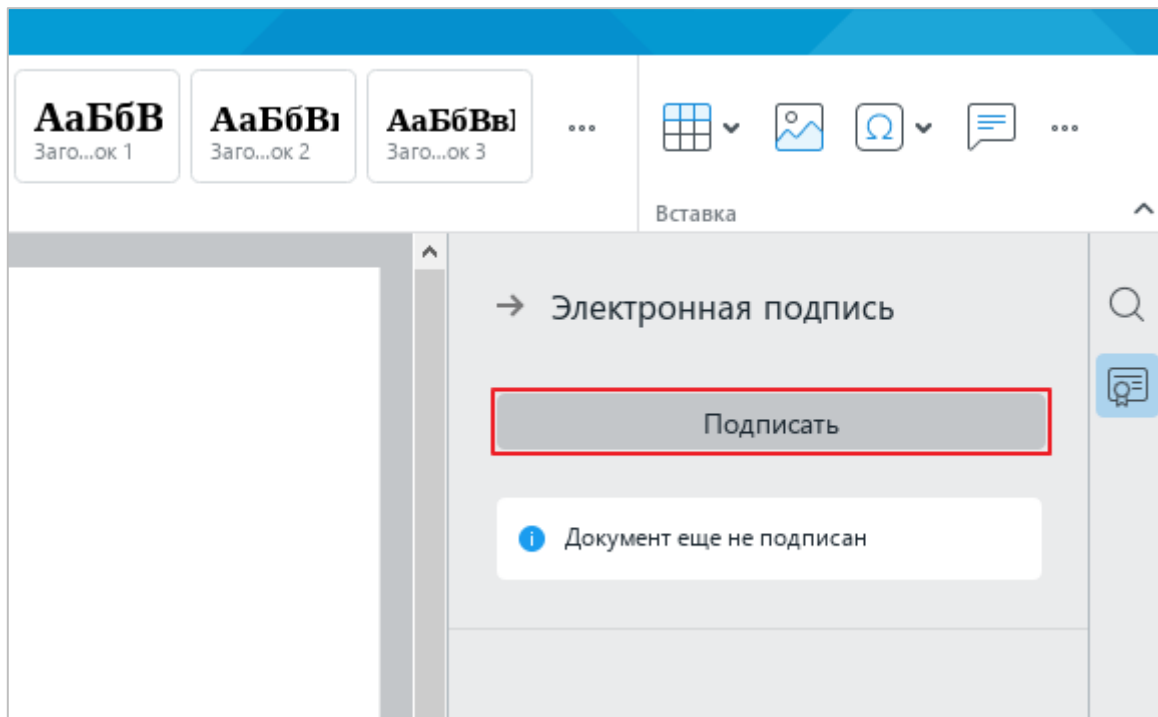 АаБбВ
Заго...ок 1
АаБбВı
Заго...ок 2
АаБбВв
Заго...ок 3
Вставка
Электронная подпись
Подписать
Документ еще не подписан